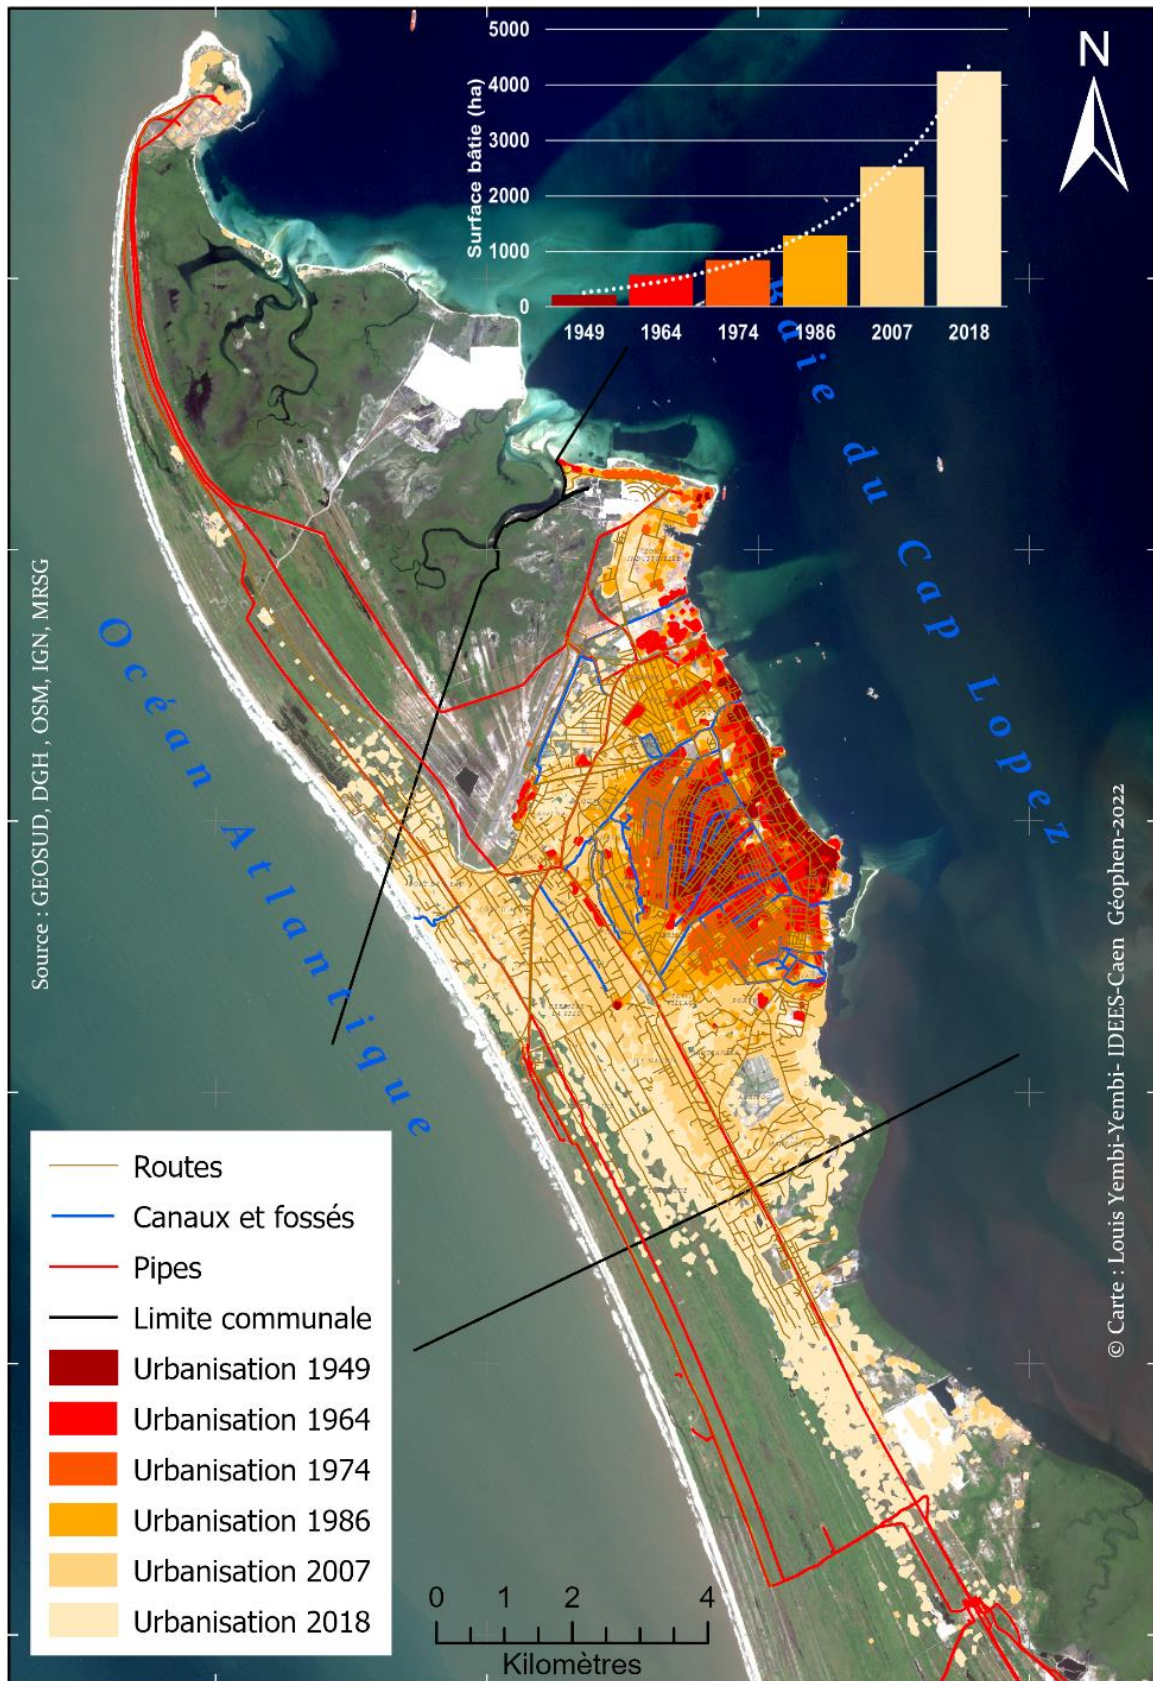 5000
4000
3000
2000
1000
0
Surface bâtie (ha)
1949 1964 1974 1986 2007 2018
N
Baie du Cap Lopez
Océan Atlantique
Source : GEOSUD, DGH , OSM, IGN, MRSG
© Carte : Louis Yembi-Yembi- IDEES-Caen Géophen-2022
ZONE
INDUSTRIELLE
Routes
Canaux et fossés
Pipes
Limite communale
Urbanisation 1949
Urbanisation 1964
Urbanisation 1974
Urbanisation 1986
Urbanisation 2007
Urbanisation 2018
0 1 2 4
Kilomètres